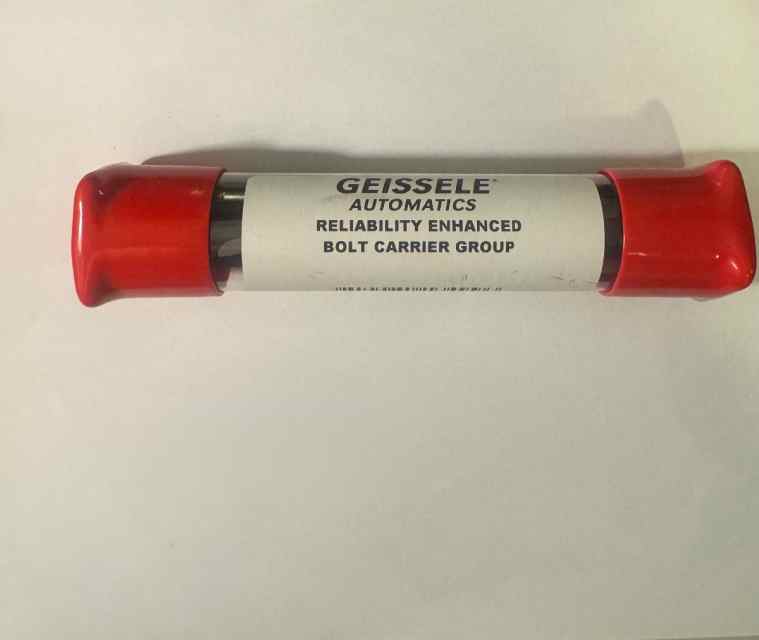 GEISSELE
AUTOMATICS
RELIABILITY ENHANCED
BOLT CARRIER GROUP